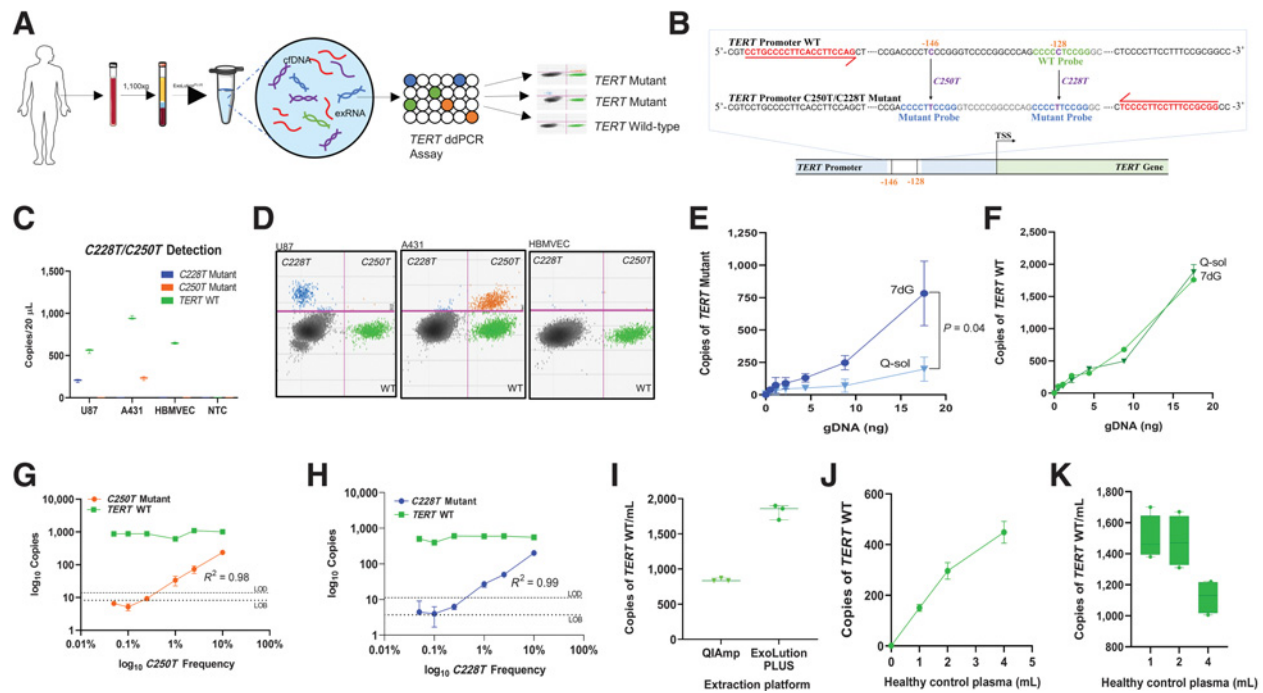 A
1,100xg
cfDNA
exRNA
TERT ddPCR
Assay
TERT Mutant
TERT Mutant
TERT Wild-type
B
TERT Promoter WT
-146
-128
5'-CGTCCTGCCCCTTCACCTTCCAGCT ····CCGACCCCTCCCGGGTCCCCGGCCCAGCCCCCTCCGGGC ···CTCCCCTTCCTTTCCGCGGCC -3'
WT Probe
C250T
C228T
TERT Promoter C250T/C228T Mutant
Mutant Probe
Mutant Probe
TSS
TERT Promoter
TERT Gene
-146
-128
C
C228T/C250T Detection
C228T Mutant
C250T Mutant
TERT WT
Copies/20 µL
1,500
1,000
500
0
U87
A431
HBMVEC
NTC
D
U87
A431
HBMVEC
C228T
C250T
C228T
C250T
C228T
C250T
WT
WT
WT
E
Copies of TERT Mutant
1,250
1,000
750
500
250
0
7dG
Q-sol
P = 0.04
0
5
10
15
20
gDNA (ng)
F
Copies of TERT WT
2,500
2,000
1,500
1,000
500
0
Q-sol
7dG
0
5
10
15
20
gDNA (ng)
G
C250T Mutant
TERT WT
log10 Copies
10,000
1,000
100
10
1
R2 = 0.98
LOD
LOB
0.01%
0.1%
1%
10%
100%
log10 C250T Frequency
H
C228T Mutant
TERT WT
log10 Copies
10,000
1,000
100
10
1
R2 = 0.99
LOD
LOB
0.01%
0.1%
1%
10%
100%
log10 C228T Frequency
I
Copies of TERT WT/mL
2,000
1,500
1,000
500
0
QIAmp
ExoLution
PLUS
Extraction platform
J
Copies of TERT WT
600
400
200
0
0
1
2
3
4
5
Healthy control plasma (mL)
K
Copies of TERT WT/mL
1,800
1,600
1,400
1,200
1,000
1
2
4
Healthy control plasma (mL)